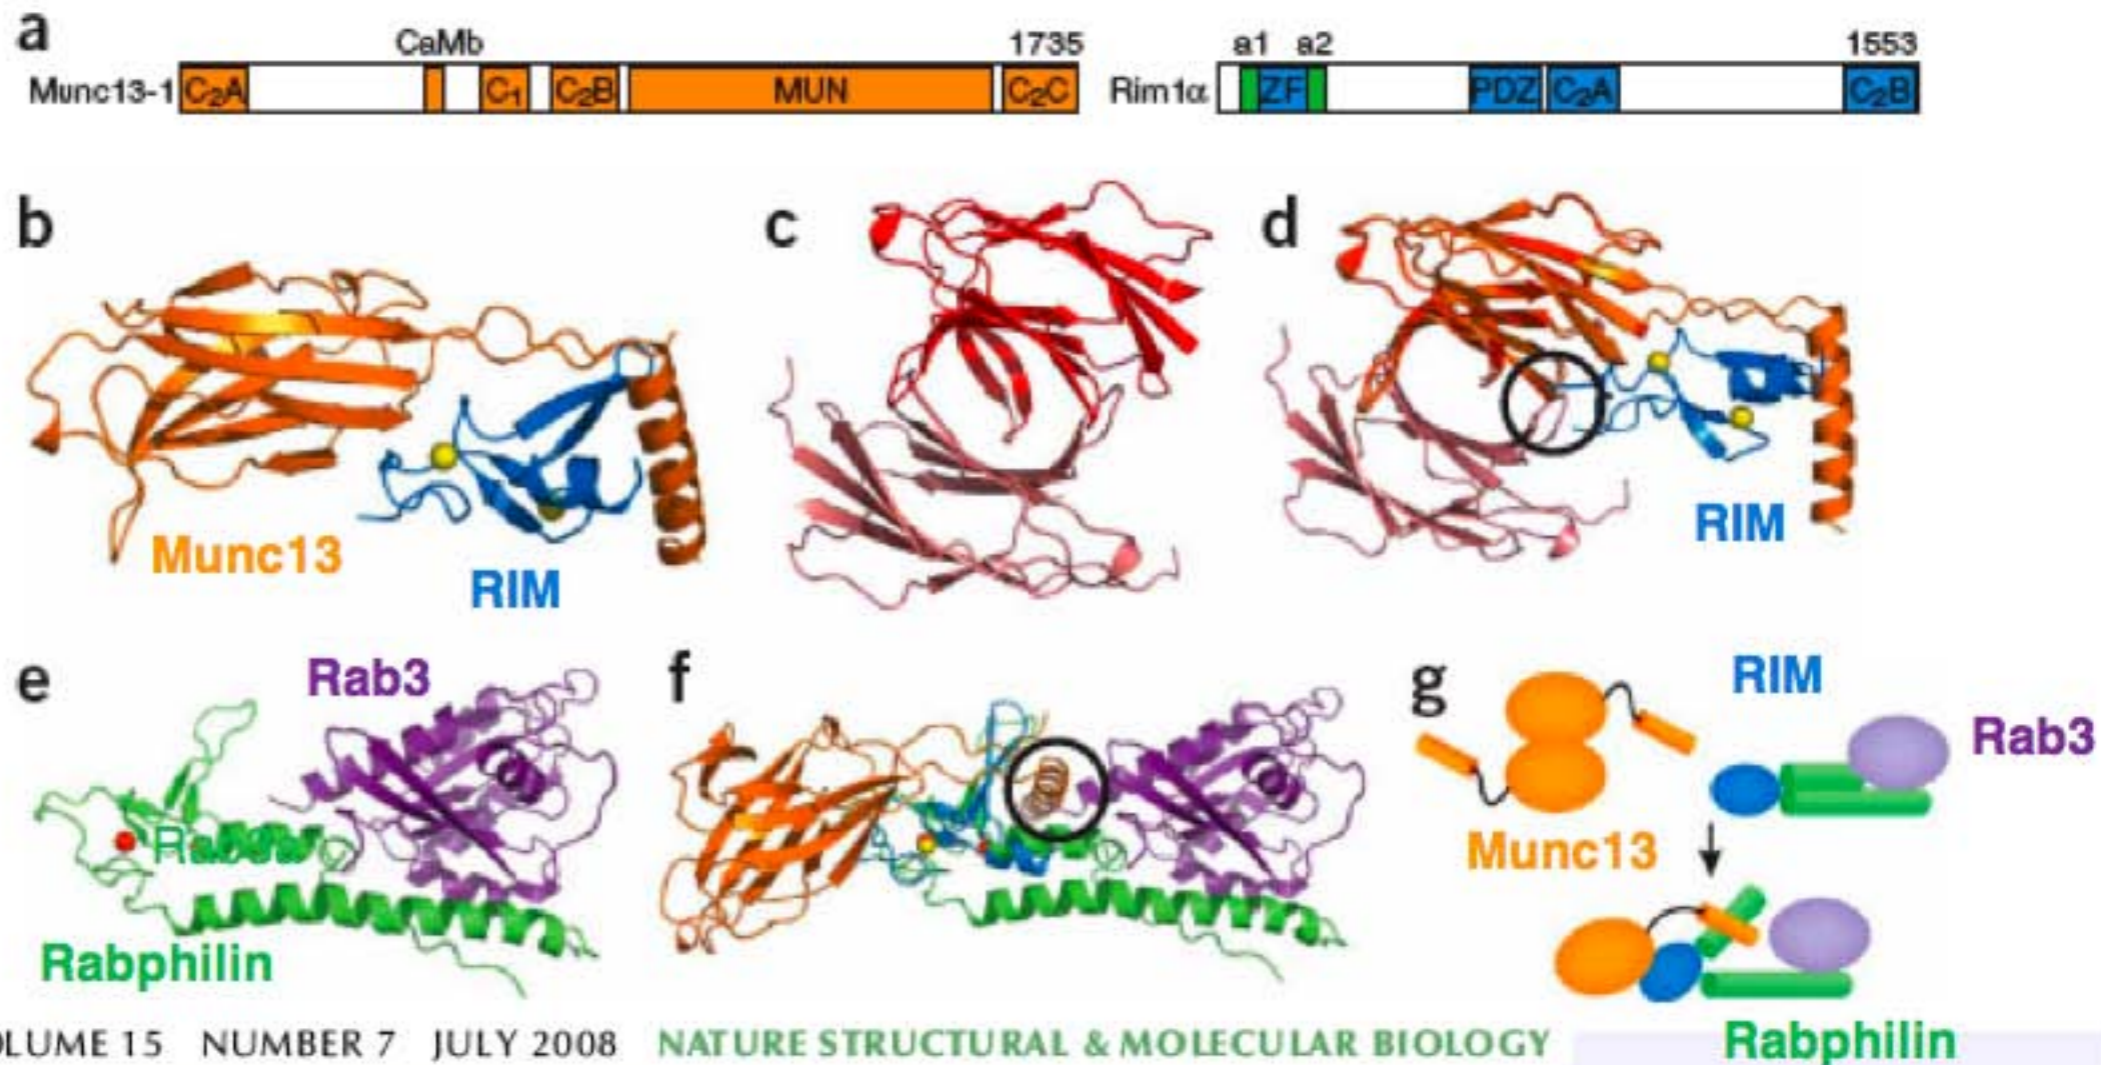 a
CaMb 1735 a1 a2 1553
Munc13-1 C2A C1 C2B MUN C2C Rim1α ZF PDZ C2A C2B
b c d
Munc13
RIM
RIM
e f g
Rab3
RIM
Rab3
Munc13
Rabphilin
OLUME 15 NUMBER 7 JULY 2008 NATURE STRUCTURAL & MOLECULAR BIOLOGY
Rabphilin